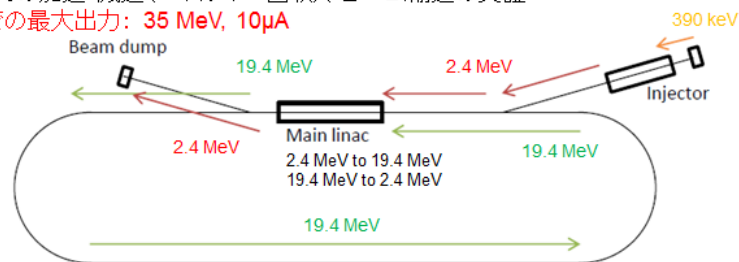 の最大出力: 35 MeV, 10μA
390 keV
Beam dump
19.4 MeV
2.4 MeV
Injector
Main linac
2.4 MeV
19.4 MeV
2.4 MeV to 19.4 MeV
19.4 MeV to 2.4 MeV
19.4 MeV